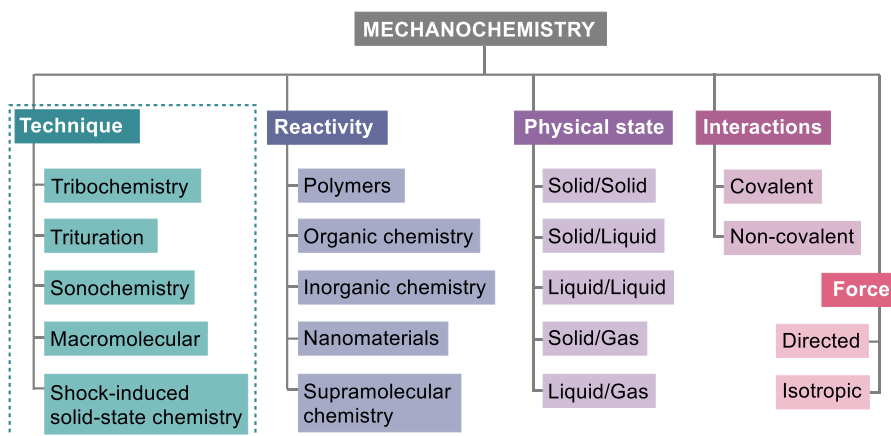 MECHANOCHEMISTRY
Technique
Tribochemistry
Trituration
Sonochemistry
Macromolecular
Shock-induced
solid-state chemistry
Reactivity
Polymers
Organic chemistry
Inorganic chemistry
Nanomaterials
Supramolecular
chemistry
Physical state
Solid/Solid
Solid/Liquid
Liquid/Liquid
Solid/Gas
Liquid/Gas
Interactions
Covalent
Non-covalent
Force
Directed
Isotropic